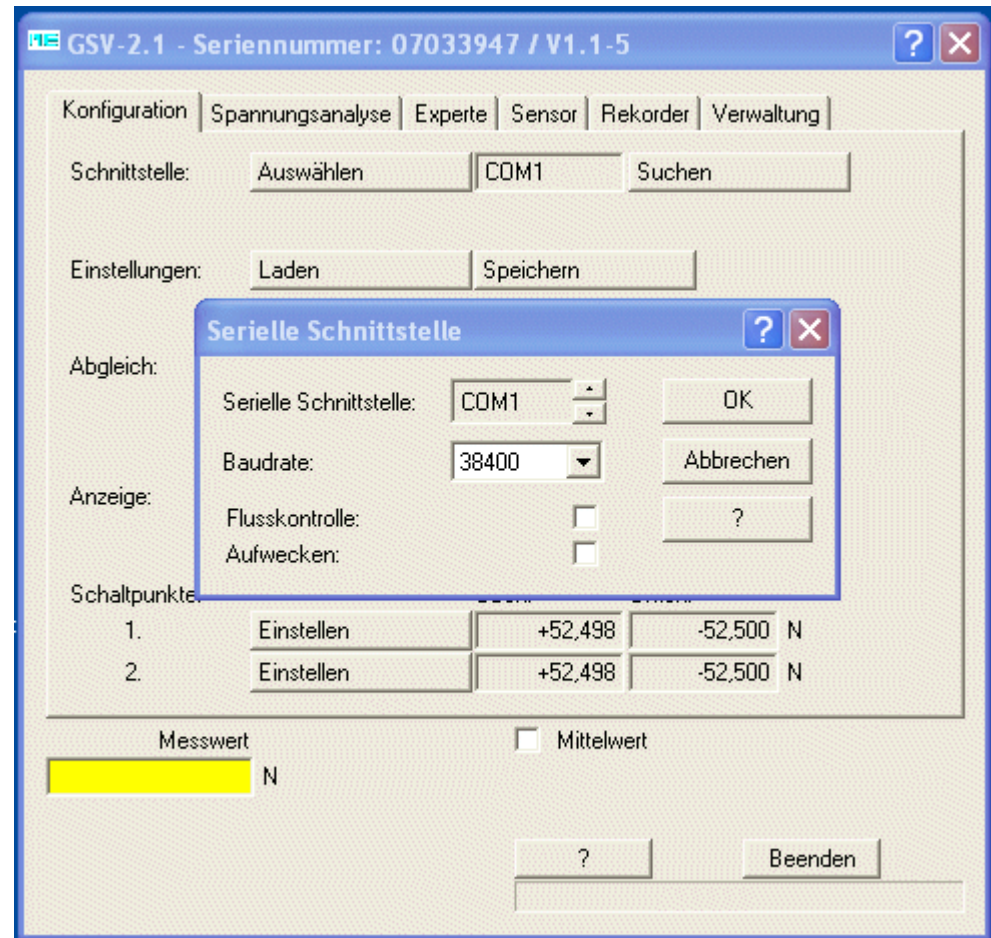 ME GSV-2.1 - Seriennummer: 07033947 / V1.1-5 ?
Konfiguration Spannungsanalyse Experte Sensor Rekorder Verwaltung
Schnittstelle: Auswählen COM1 Suchen
Einstellungen: Laden Speichern
Abgleich:
Anzeige:
Serielle Schnittstelle ?
Serielle Schnittstelle: COM1 OK
Baudrate: 38400 Abbrechen
Flusskontrolle: ?
Aufwecken:
Schaltpunkte
1. Einstellen +52,498 -52,500 N
2. Einstellen +52,498 -52,500 N
Messwert Mittelwert
N
? Beenden